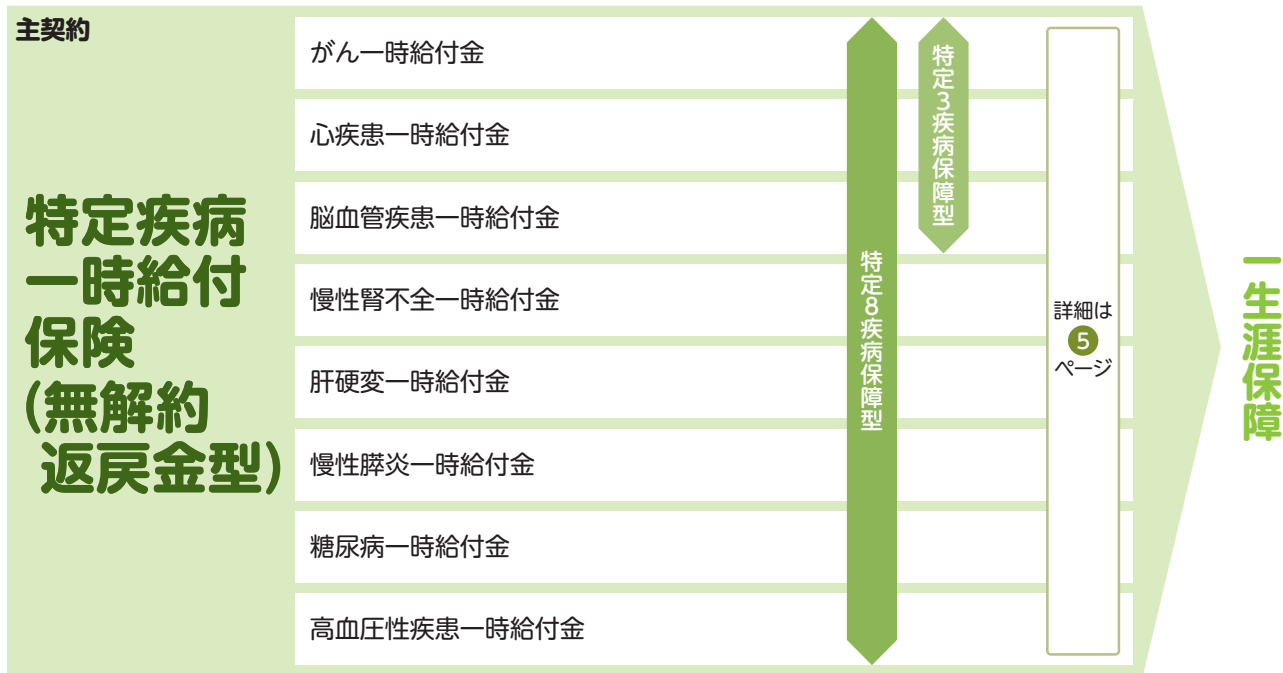 主契約
特定疾病
一時給付
保険
(無解約
返戻金型)
がん一時給付金
心疾患一時給付金
脳血管疾患一時給付金
慢性腎不全一時給付金
肝硬変一時給付金
慢性膵炎一時給付金
糖尿病一時給付金
高血圧性疾患一時給付金
特定8疾病保障型
特定3疾病保障型
詳細は
5
ページ
一生涯保障